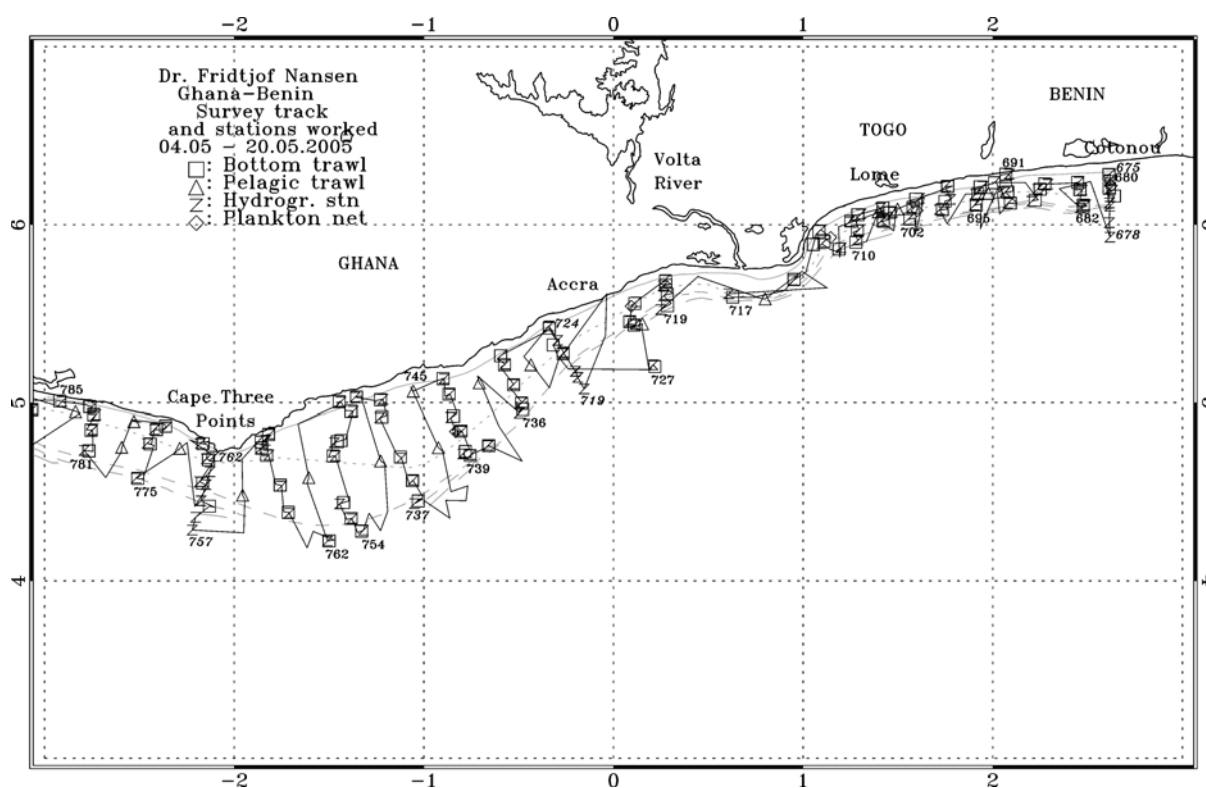 -2 -1 0 1 2
Dr. Fridtjof Nansen
Ghana-Benin
Survey track
and stations worked
04.05 - 20.05.2005
: Bottom trawl
: Pelagic trawl
: Hydrogr. stn
: Plankton net
BENIN
TOGO
Cotonou
Volta
River
Lome
691
675
680
6
695
682
702
678
710
GHANA
Accra
717
719
724
727
719
745
736
785
Cape Three
Points
5
781
762
739
775
737
757
762
754
4
-2 -1 0 1 2